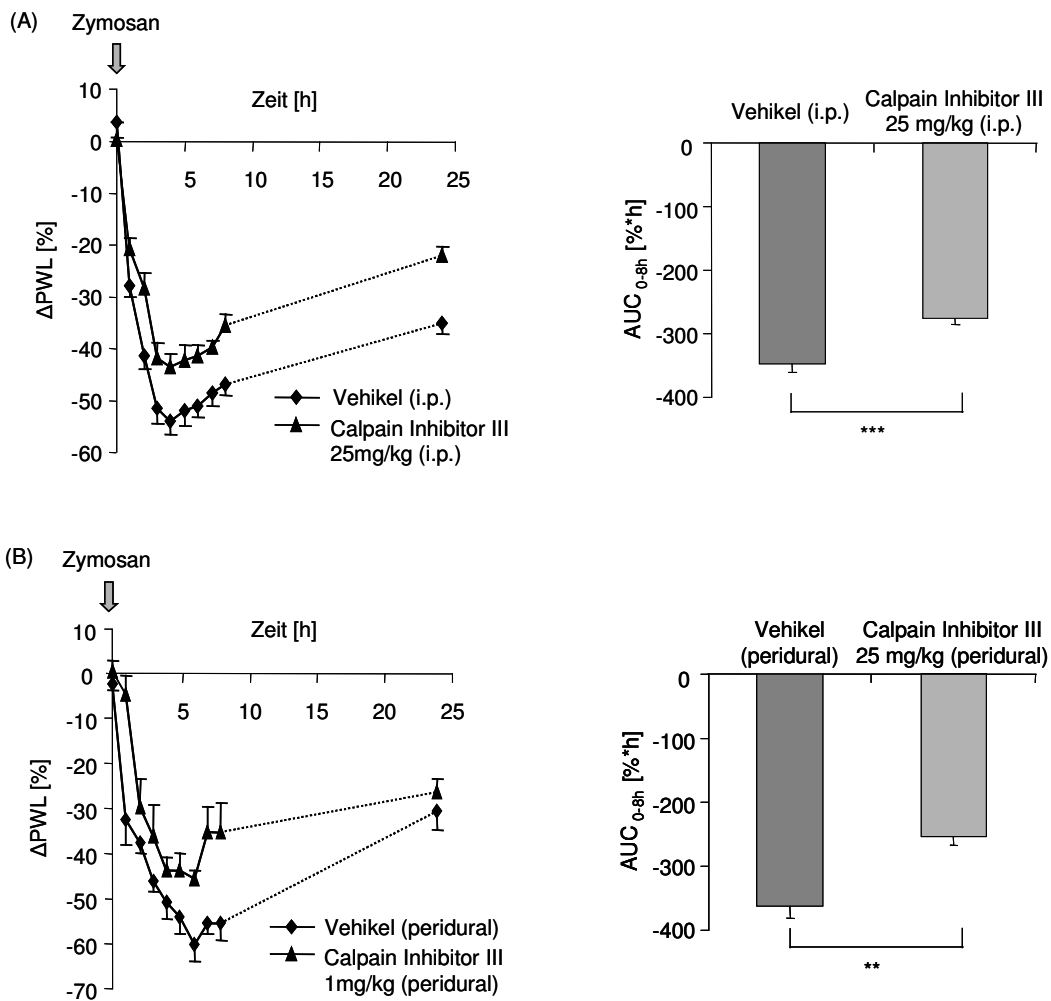 (A)
Zymosan
Zeit [h]
10
0
-10
-20
-30
-40
-50
-60
5 10 15 20 25
ΔPWL [%]
Vehikel (i.p.)
Calpain Inhibitor III
25mg/kg (i.p.)
Vehikel (i.p.)
Calpain Inhibitor III
25 mg/kg (i.p.)
0
-100
-200
-300
-400
AUC0-8h [%*h]
***
(B)
Zymosan
Zeit [h]
10
0
-10
-20
-30
-40
-50
-60
-70
5 10 15 20 25
ΔPWL [%]
Vehikel (peridural)
Calpain Inhibitor III
1mg/kg (peridural)
Vehikel
(peridural)
Calpain Inhibitor III
25 mg/kg (peridural)
0
-100
-200
-300
-400
AUC0-8h [%*h]
**